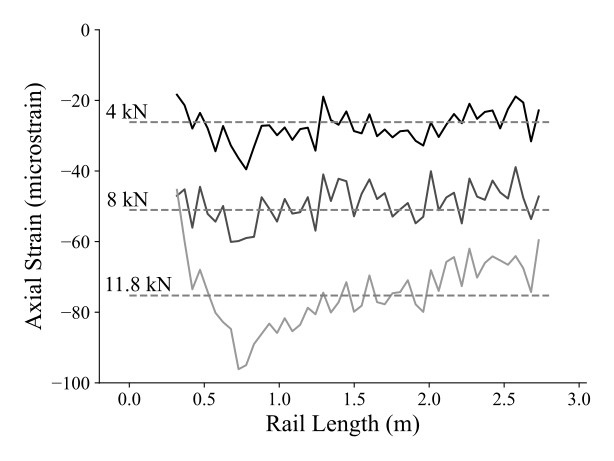 0
−20
−40
−60
−80
−100
Axial Strain (microstrain)
4 kN
8 kN
11.8 kN
0.0 0.5 1.0 1.5 2.0 2.5 3.0
Rail Length (m)